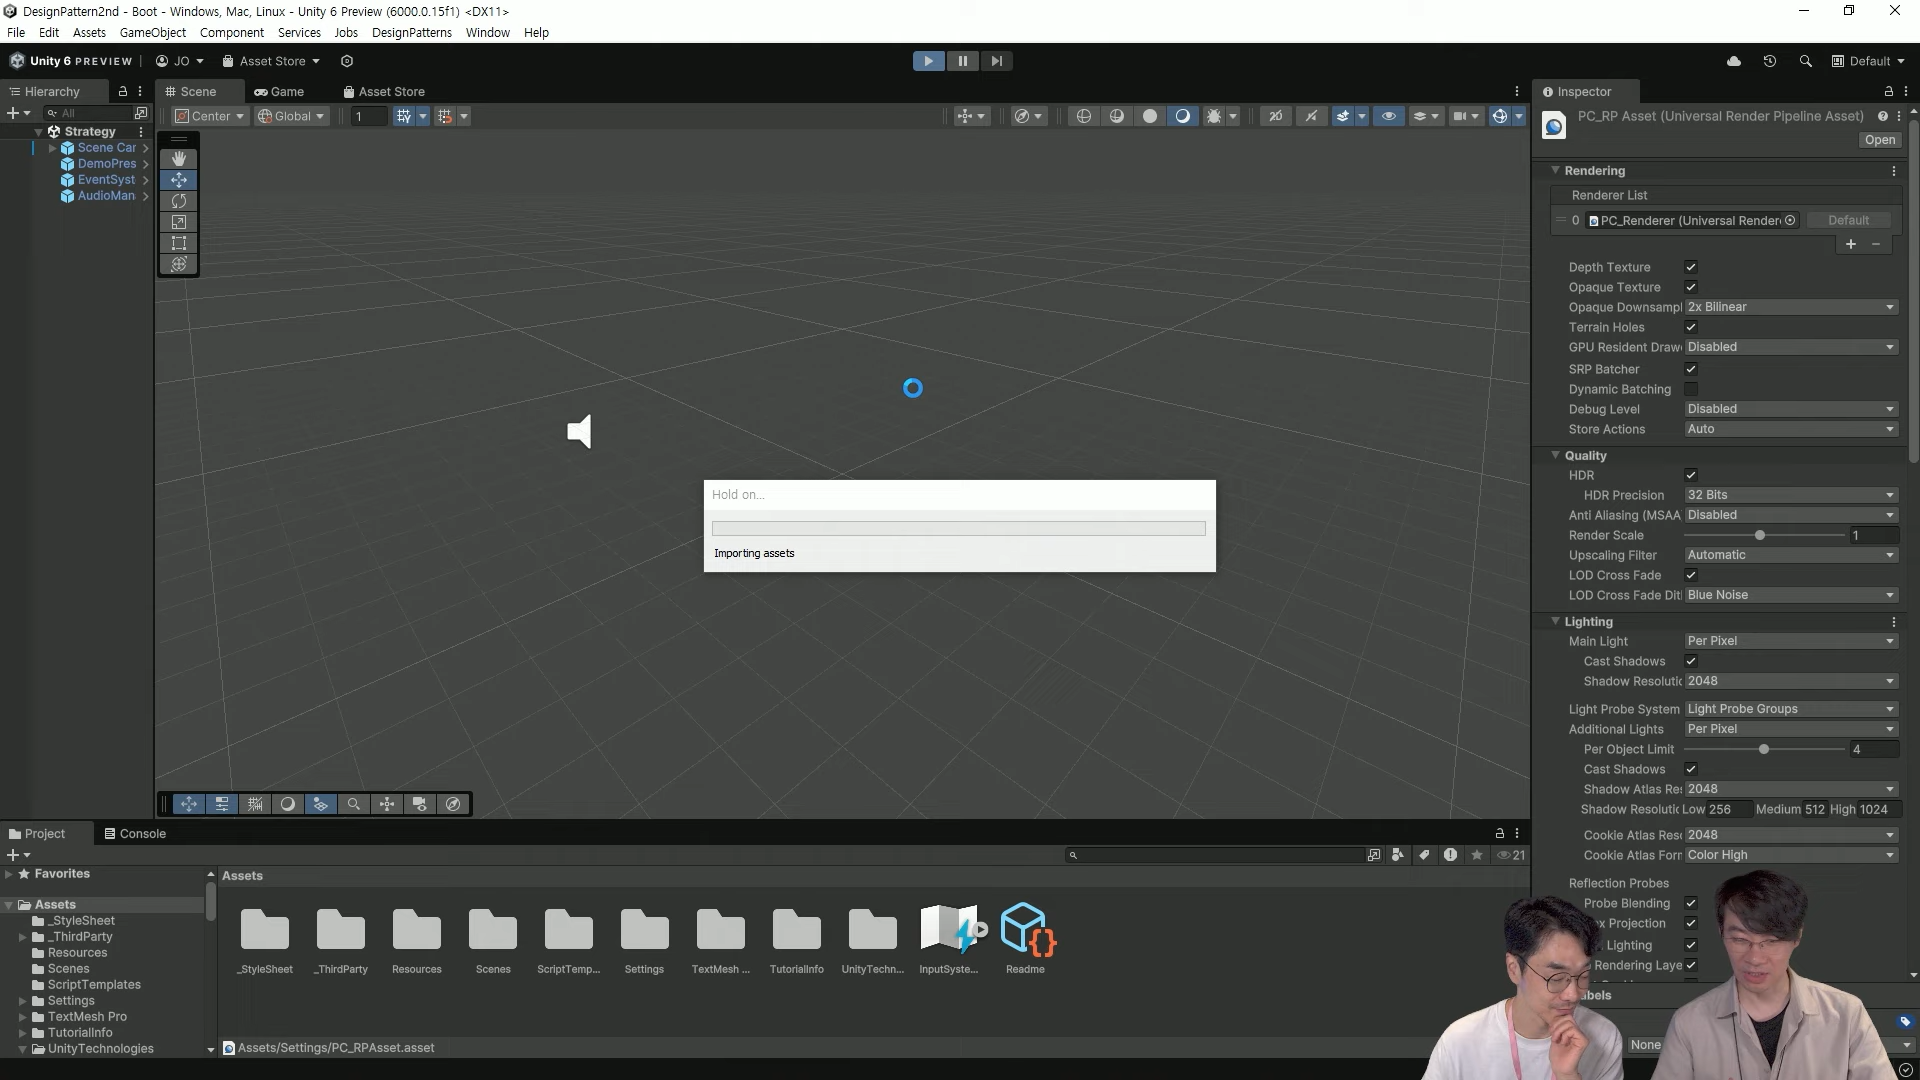 DesignPattern2nd - Boot - Windows, Mac, Linux - Unity 6 Preview (6000.0.15f1) <DX11>
File Edit Assets GameObject Component Services Jobs DesignPatterns Window Help
Unity 6 PREVIEW JO Asset Store Default
Hierarchy Scene Game Asset Store Inspector
All Center Global 1
Strategy
Scene Car
DemoPres
EventSyst
AudioMan
PC_RP Asset (Universal Render Pipeline Asset)
Open
Rendering
Renderer List
0 PC_Renderer (Universal Render Default
Depth Texture
Opaque Texture
Opaque Downsampl 2x Bilinear
Terrain Holes
GPU Resident Draw Disabled
SRP Batcher
Dynamic Batching
Debug Level Disabled
Store Actions Auto
Quality
HDR
HDR Precision 32 Bits
Anti Aliasing (MSAA Disabled
Render Scale 1
Upscaling Filter Automatic
LOD Cross Fade
LOD Cross Fade Dit Blue Noise
Lighting
Main Light Per Pixel
Cast Shadows
Shadow Resolutic 2048
Light Probe System Light Probe Groups
Additional Lights Per Pixel
Per Object Limit 4
Cast Shadows
Shadow Atlas Res 2048
Shadow Resolutic Low 256 Medium 512 High 1024
Cookie Atlas Res 2048
Cookie Atlas Forr Color High
Reflection Probes
Probe Blending
x Projection
Lighting
Rendering Laye
abels
None
Hold on...
Importing assets
Project Console
21
Favorites
Assets
_StyleSheet
_ThirdParty
Resources
Scenes
ScriptTemplates
Settings
TextMesh Pro
TutorialInfo
UnityTechnologies
Assets
_StyleSheet _ThirdParty Resources Scenes ScriptTemp... Settings TextMesh ... TutorialInfo UnityTechn... InputSyste... Readme
Assets/Settings/PC_RPAsset.asset